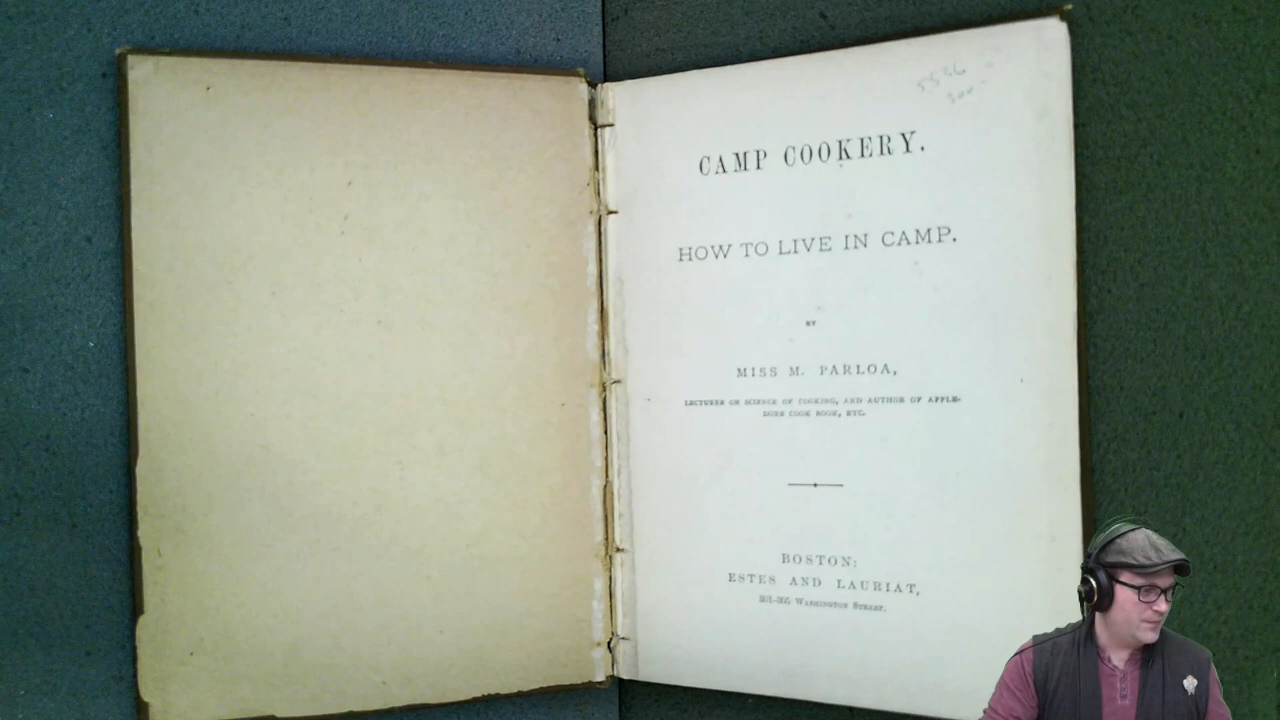 CAMP COOKERY.
HOW TO LIVE IN CAMP.
BY
MISS M. PARLOA,
LECTURER ON SCIENCE OF COOKING, AND AUTHOR OF APPLE-
DORE COOK BOOK, ETC.
BOSTON:
ESTES AND LAURIAT,
WASHINGTON STREET.